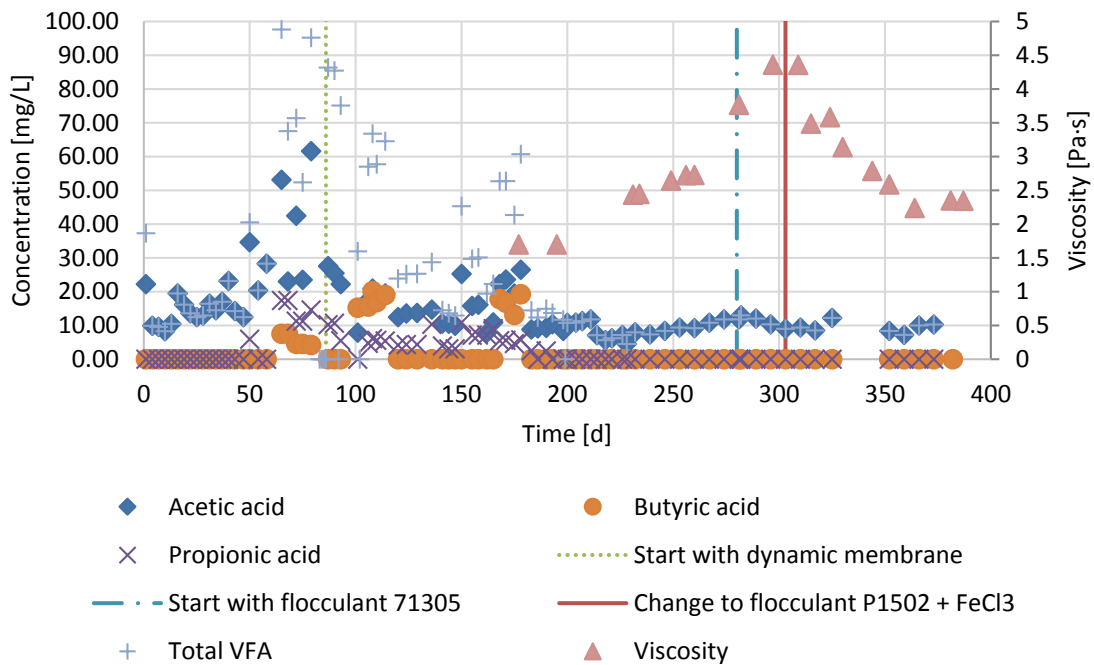 100.00
90.00
80.00
70.00
60.00
50.00
40.00
30.00
20.00
10.00
0.00
Concentration [mg/L]
5
4.5
4
3.5
3
2.5
2
1.5
1
0.5
0
Viscosity [Pa·s]
0 50 100 150 200 250 300 350 400
Time [d]
Acetic acid
Butyric acid
Propionic acid
Start with dynamic membrane
Start with flocculant 71305
Change to flocculant P1502 + FeCl3
Total VFA
Viscosity